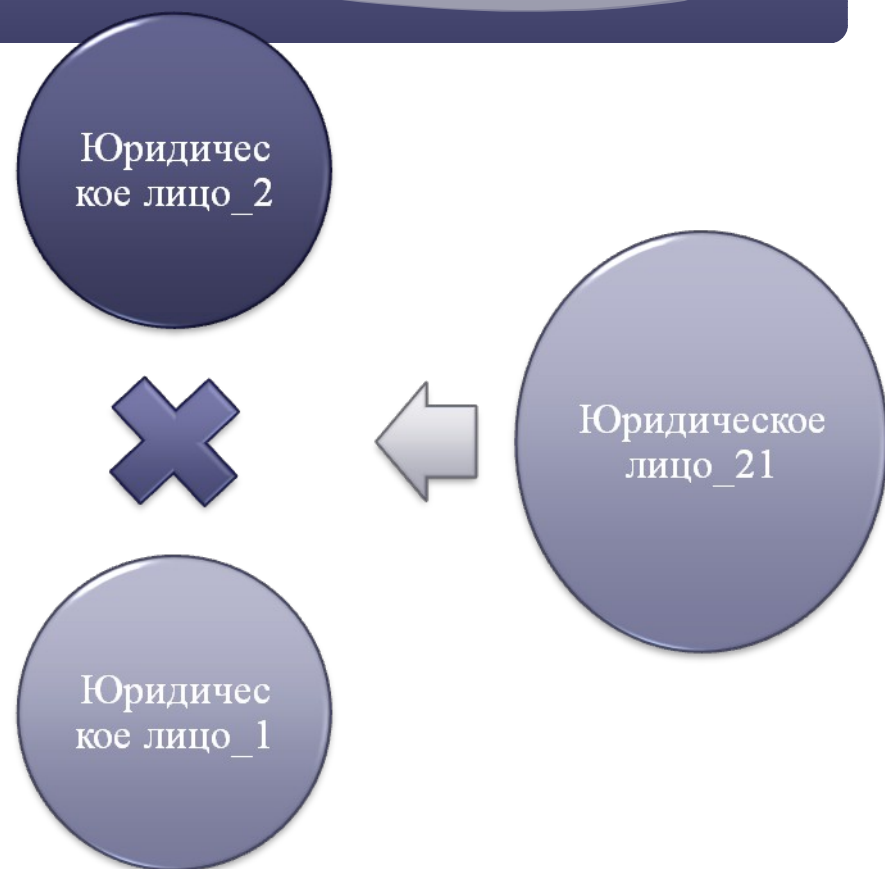 Юридичес
кое лицо_2
Юридическое
лицо_21
Юридичес
кое лицо_1